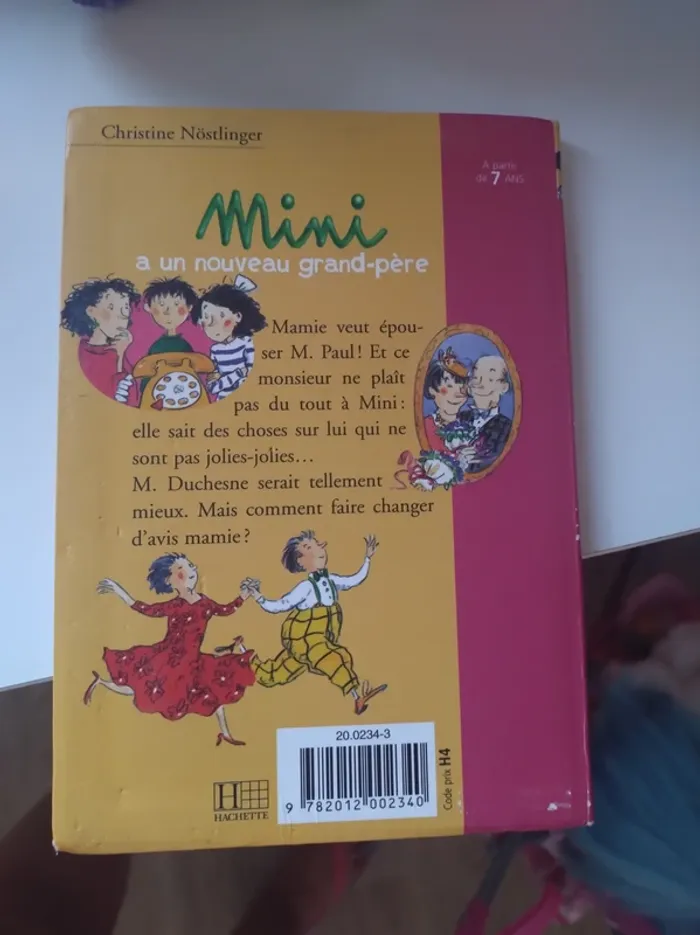 Christine Nöstlinger
A partir
de 7 ANS
Mini
a un nouveau grand-père
Mamie veut épou-
ser M. Paul! Et ce
monsieur ne plaît
pas du tout à Mini:
elle sait des choses sur lui qui ne
sont pas jolies-jolies...
M. Duchesne serait tellement
mieux. Mais comment faire changer
d'avis mamie?
20.0234-3
9 782012 002340
Code prix H4
H
HACHETTE